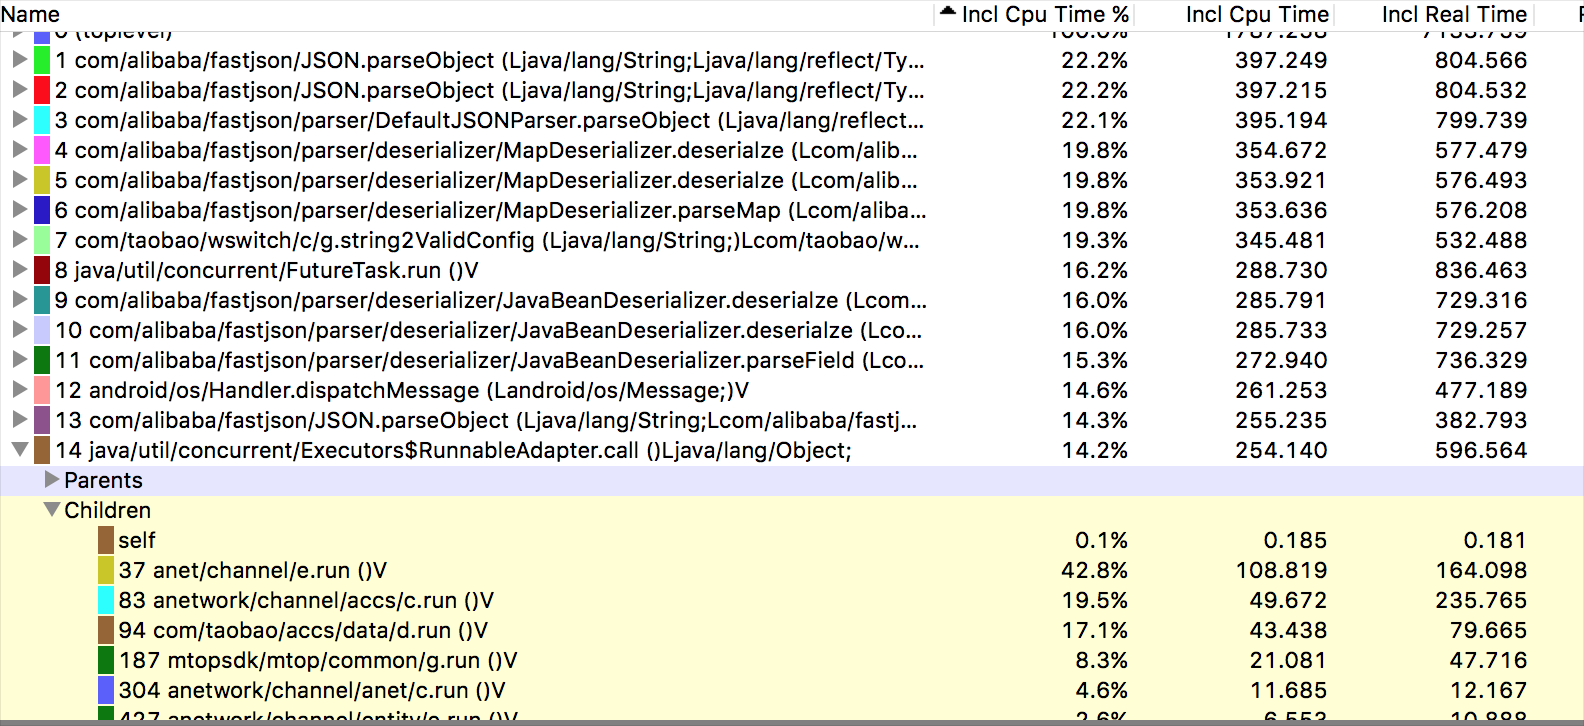 Name Incl Cpu Time % Incl Cpu Time Incl Real Time
0 (toplevel) 100.0% 1787.238
1 com/alibaba/fastjson/JSON.parseObject (Ljava/lang/String;Ljava/lang/reflect/Ty... 22.2% 397.249 804.566
2 com/alibaba/fastjson/JSON.parseObject (Ljava/lang/String;Ljava/lang/reflect/Ty... 22.2% 397.215 804.532
3 com/alibaba/fastjson/parser/DefaultJSONParser.parseObject (Ljava/lang/reflect... 22.1% 395.194 799.739
4 com/alibaba/fastjson/parser/deserializer/MapDeserializer.deserialze (Lcom/alib... 19.8% 354.672 577.479
5 com/alibaba/fastjson/parser/deserializer/MapDeserializer.deserialze (Lcom/alib... 19.8% 353.921 576.493
6 com/alibaba/fastjson/parser/deserializer/MapDeserializer.parseMap (Lcom/aliba... 19.8% 353.636 576.208
7 com/taobao/wswitch/c/g.string2ValidConfig (Ljava/lang/String;)Lcom/taobao/w... 19.3% 345.481 532.488
8 java/util/concurrent/FutureTask.run ()V 16.2% 288.730 836.463
9 com/alibaba/fastjson/parser/deserializer/JavaBeanDeserializer.deserialze (Lcom... 16.0% 285.791 729.316
10 com/alibaba/fastjson/parser/deserializer/JavaBeanDeserializer.deserialze (Lco... 16.0% 285.733 729.257
11 com/alibaba/fastjson/parser/deserializer/JavaBeanDeserializer.parseField (Lco... 15.3% 272.940 736.329
12 android/os/Handler.dispatchMessage (Landroid/os/Message;)V 14.6% 261.253 477.189
13 com/alibaba/fastjson/JSON.parseObject (Ljava/lang/String;Lcom/alibaba/fastj... 14.3% 255.235 382.793
14 java/util/concurrent/Executors$RunnableAdapter.call ()Ljava/lang/Object; 14.2% 254.140 596.564
Parents
Children
self 0.1% 0.185 0.181
37 anet/channel/e.run ()V 42.8% 108.819 164.098
83 anetwork/channel/accs/c.run ()V 19.5% 49.672 235.765
94 com/taobao/accs/data/d.run ()V 17.1% 43.438 79.665
187 mtopsdk/mtop/common/g.run ()V 8.3% 21.081 47.716
304 anetwork/channel/anet/c.run ()V 4.6% 11.685 12.167
427 anetwork/channel/entity/e.run ()V 2.6% 6.553 10.888